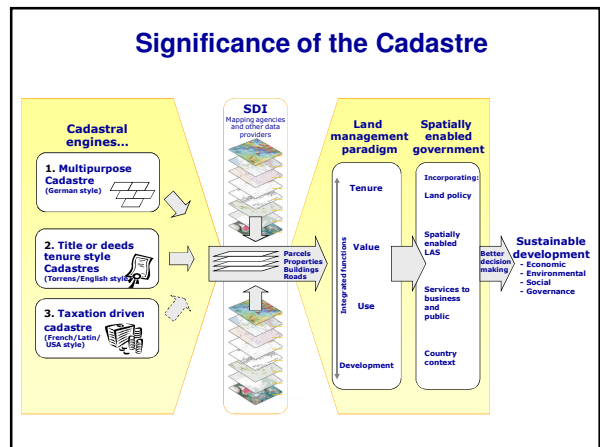 Significance of the Cadastre
Cadastral
engines...
1. Multipurpose
Cadastre
(German style)
2. Title or deeds
tenure style
Cadastres
(Torrens/English style)
3. Taxation driven
cadastre
(French/Latin/
USA style)
SDI
Mapping agencies
and other data
providers
Parcels
Properties
Buildings
Roads
Land
management
paradigm
Integrated functions
Tenure
Value
Use
Development
Spatially
enabled
government
Incorporating:
Land policy
Spatially
enabled
LAS
Services to
business
and
public
Country
context
Better
decision
making
Sustainable
development
- Economic
- Environmental
- Social
- Governance